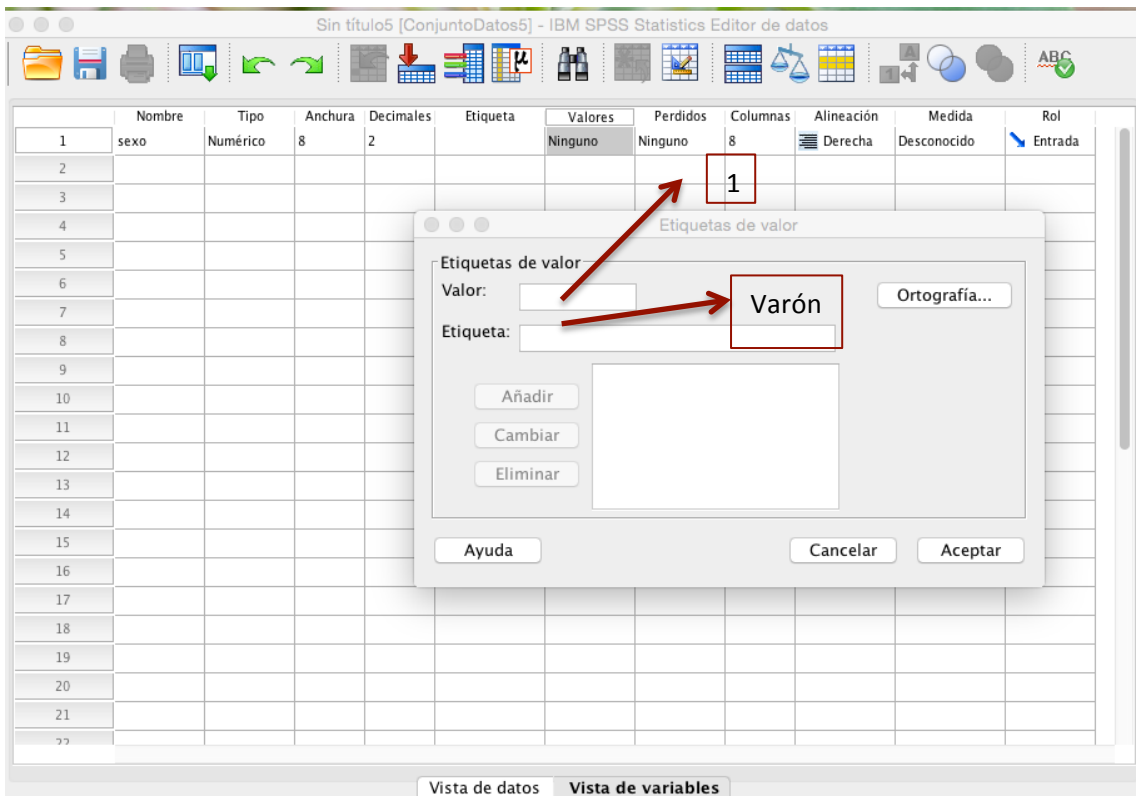 Sin título5 [ConjuntoDatos5] - IBM SPSS Statistics Editor de datos
μ
A
1
ABC
Nombre Tipo Anchura Decimales Etiqueta Valores Perdidos Columnas Alineación Medida Rol
1 sexo Numérico 8 2 Ninguno Ninguno 8 Derecha Desconocido Entrada
2
3
4
5
6
7
8
9
10
11
12
13
14
15
16
17
18
19
20
21
22
1
Etiquetas de valor
Etiquetas de valor
Valor:
Etiqueta:
Varón
Ortografía...
Añadir
Cambiar
Eliminar
Ayuda Cancelar Aceptar
Vista de datos Vista de variables